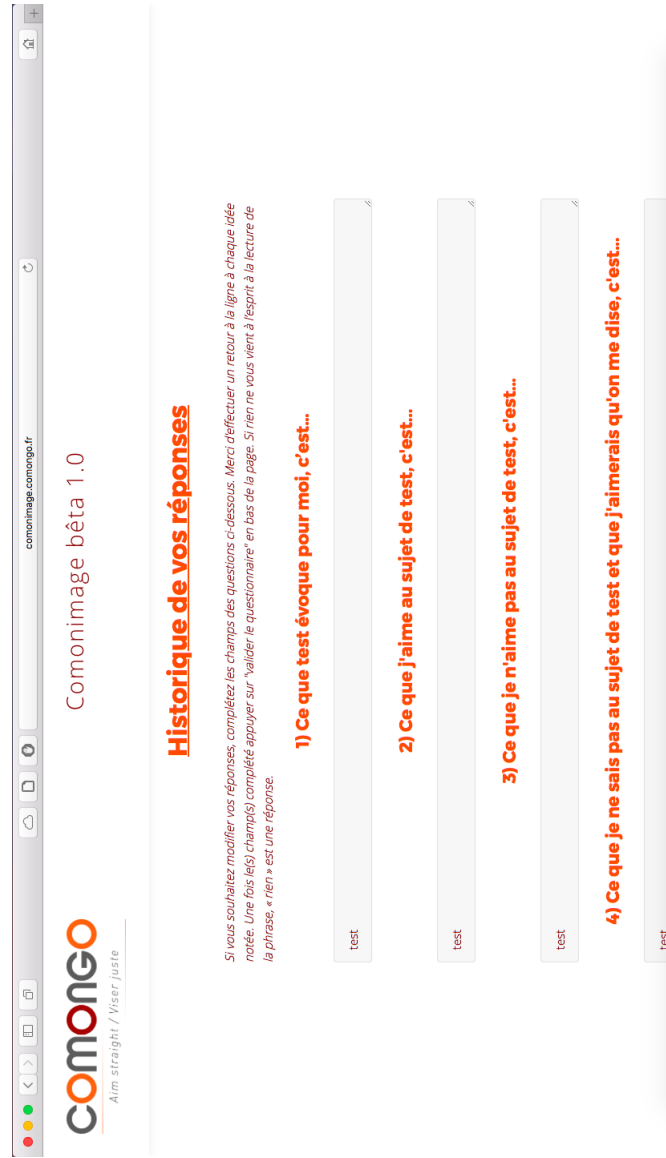 comonimage.comongo.fr
comongo
Aim straight / Viser juste
Comonimage bêta 1.0
Historique de vos réponses
Si vous souhaitez modifier vos réponses, complétez les champs des questions ci-dessous. Merci d'effectuer un retour à la ligne à chaque idée
notée. Une fois le(s) champ(s) complété appuyer sur "valider le questionnaire" en bas de la page. Si rien ne vous vient à l'esprit à la lecture de
la phrase, « rien » est une réponse.
1) Ce que test évoque pour moi, c'est...
test
2) Ce que j'aime au sujet de test, c'est...
test
3) Ce que je n'aime pas au sujet de test, c'est...
test
4) Ce que je ne sais pas au sujet de test et que j'aimerais qu'on me dise, c'est...
test